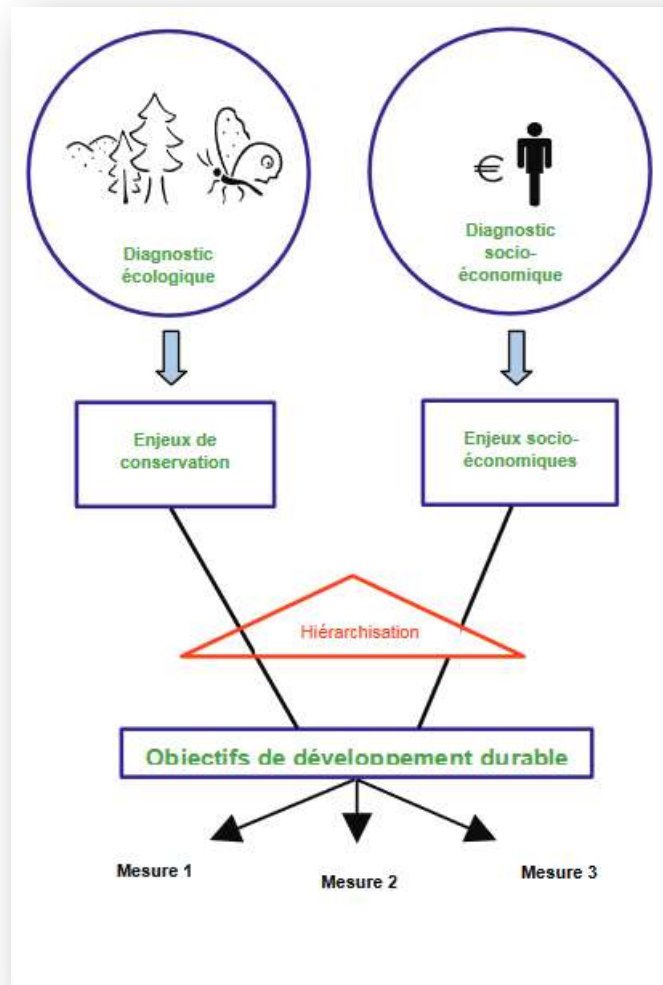 Diagnostic
écologique
€
Diagnostic
socio-
économique
Enjeux de
conservation
Enjeux socio-
économiques
Hiérarchisation
Objectifs de développement durable
Mesure 1
Mesure 2
Mesure 3